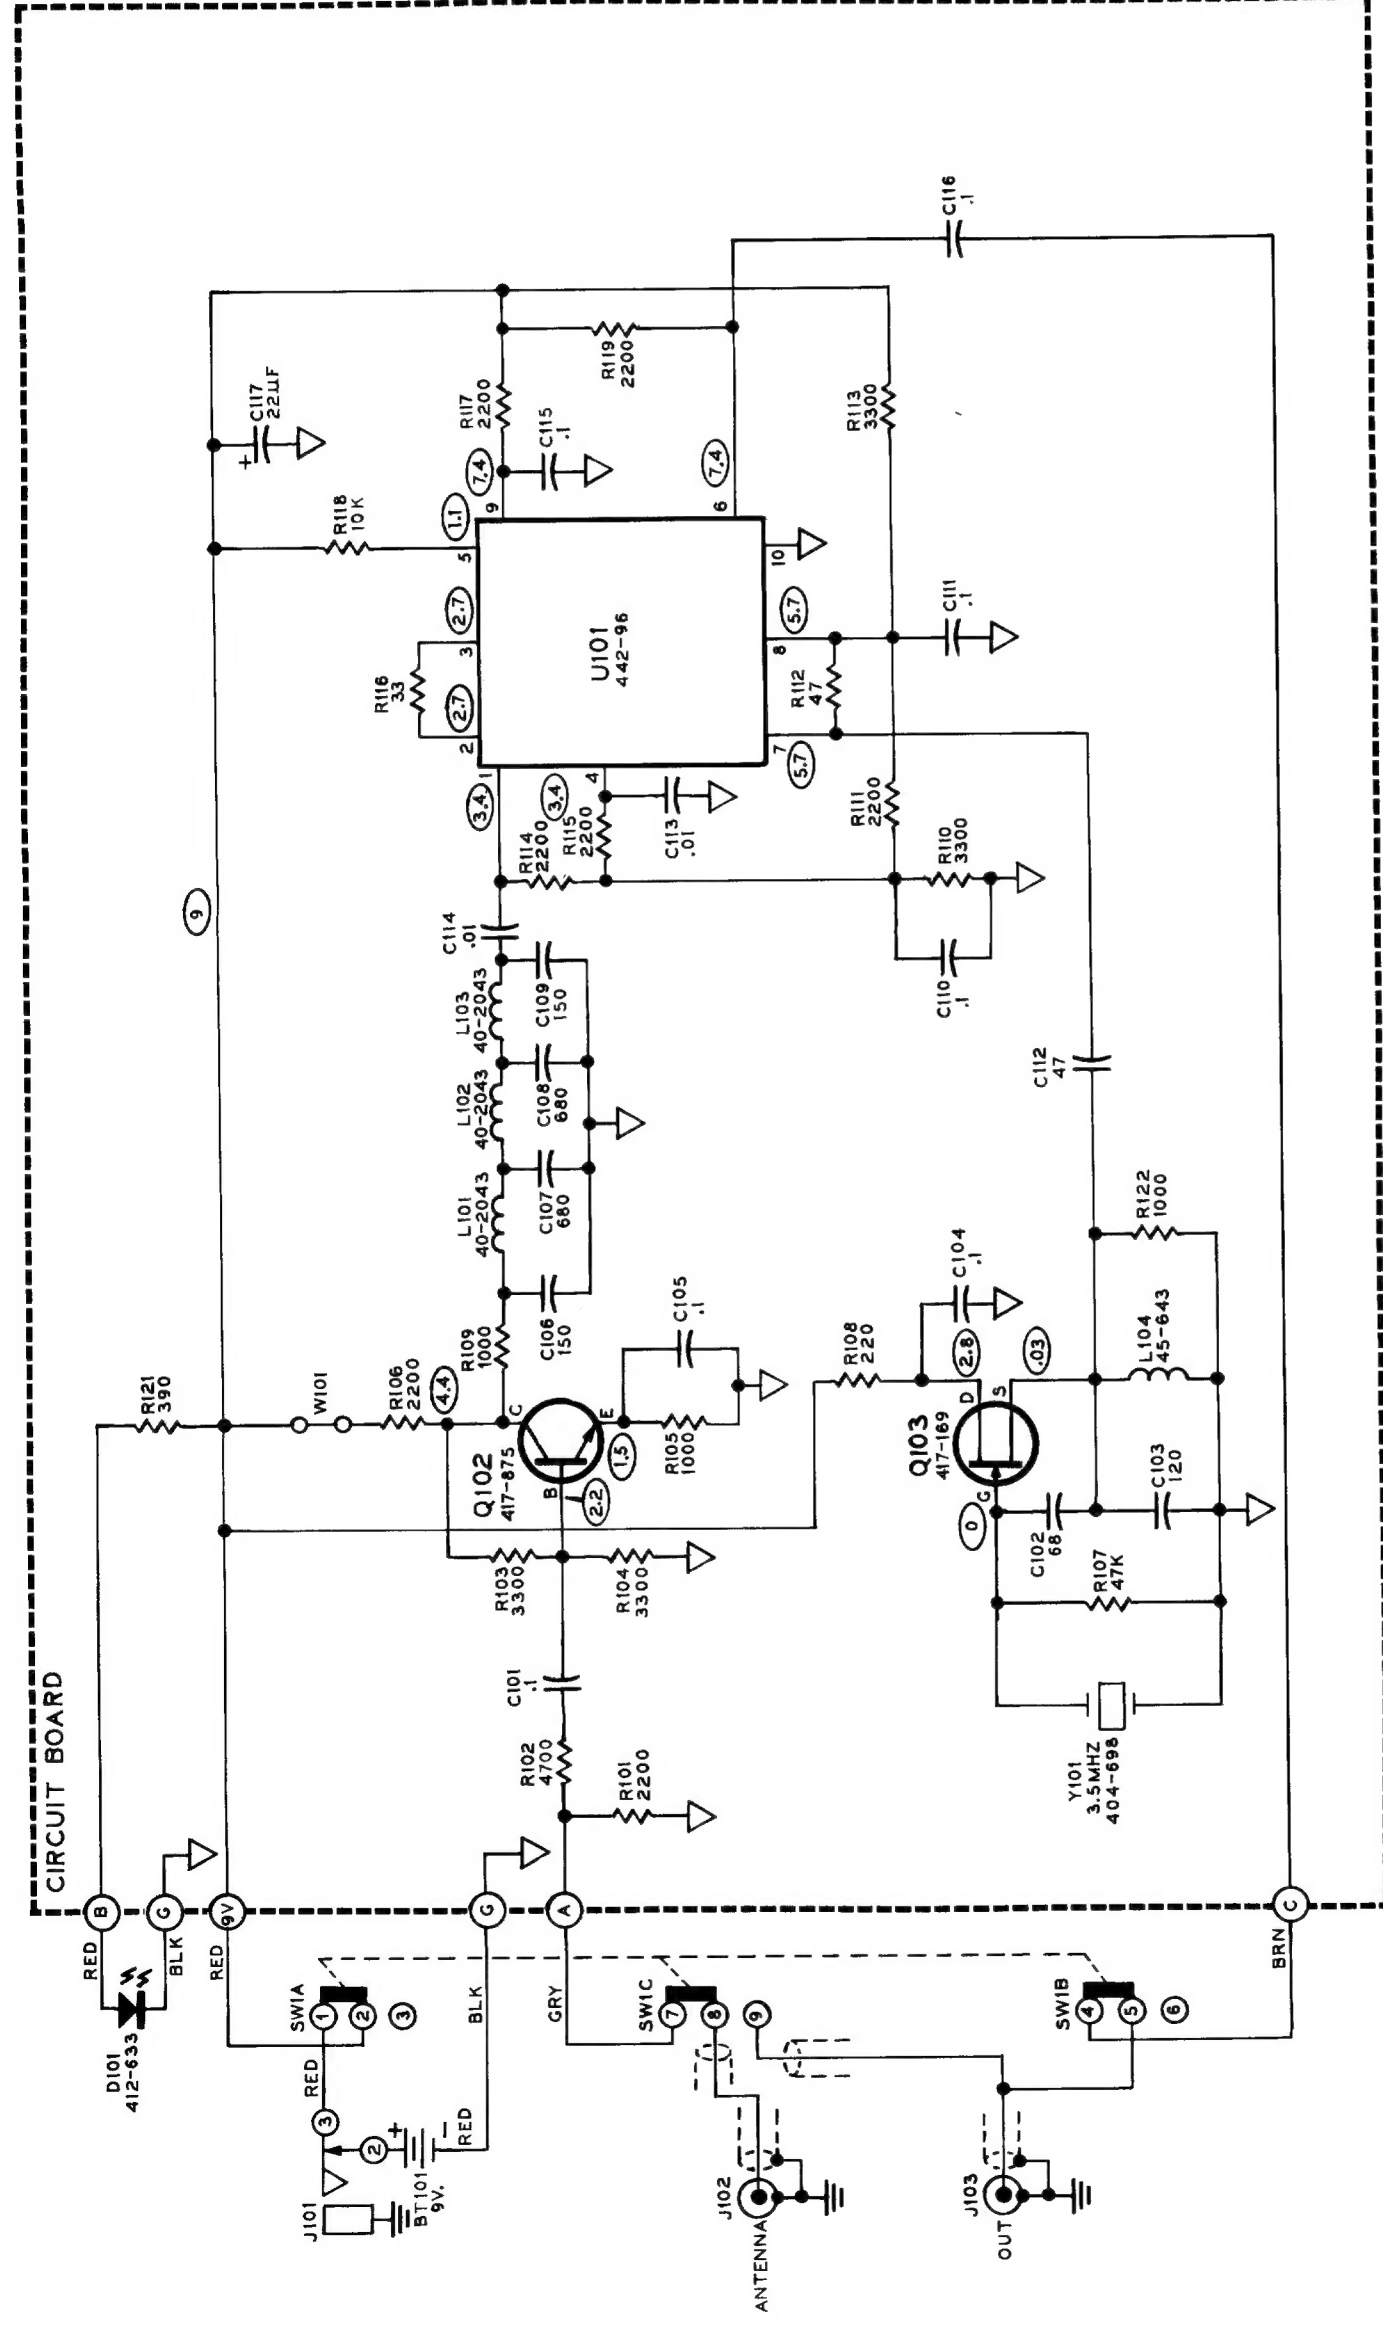 CIRCUIT BOARD
J101
BT101
9V.
+
−
2
3
RED
RED
D101
412-633
RED
BLK
RED
SW1A
1
2
3
BLK
GRY
SW1C
7
8
9
SW1B
4
5
6
BRN
J102
ANTENNA
J103
OUT
B
G
9V
G
A
C
R121
390
9
W101
R106
2200
4.4
R101
2200
R102
4700
C101
.1
R103
3300
R104
3300
Q102
417-875
B
C
E
2.2
1.5
R105
1000
C105
.1
R109
1000
C106
150
L101
40-2043
C107
680
L102
40-2043
C108
680
L103
40-2043
C109
150
C114
.01
R114
2200
R115
2200
C113
.01
3.4
1
3.4
4
R116
33
2
2.7
3
2.7
5
1.1
R118
10K
+
C117
22UF
U101
442-96
9
7.4
R117
2200
C115
.1
R119
2200
6
7.4
10
8
5.7
7
5.7
R112
47
R113
3300
C111
.1
R111
2200
R110
3300
C110
.1
C116
.1
C112
47
Y101
3.5MHZ
404-698
R107
47K
C102
68
C103
120
Q103
417-169
G
D
S
0
2.8
.03
R108
220
C104
.1
L104
45-643
R122
1000